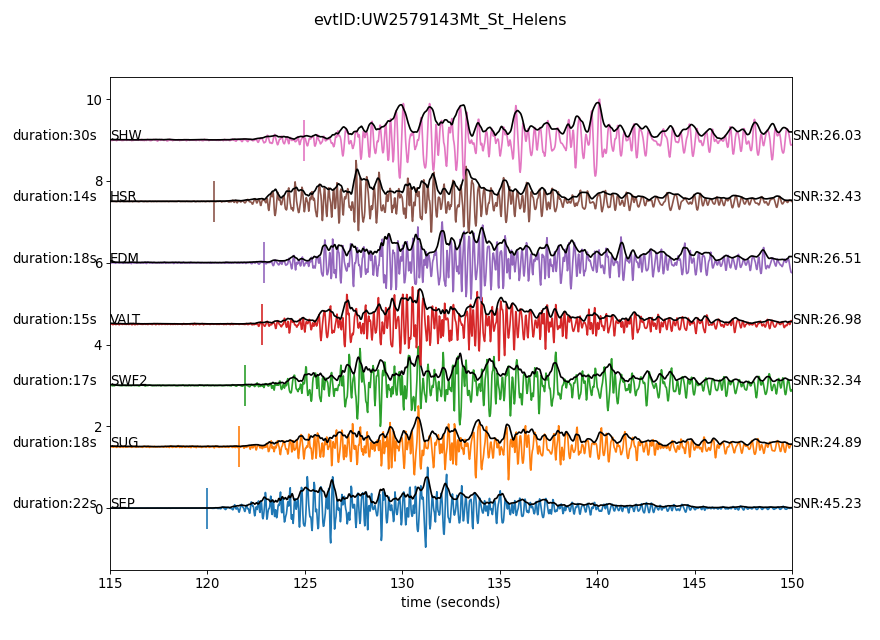 evtID:UW2579143Mt_St_Helens
10
duration:30s SHW SNR:26.03
8
duration:14s HSR SNR:32.43
duration:18s EDM SNR:26.51
6
duration:15s VALT SNR:26.98
4
duration:17s SWF2 SNR:32.34
2
duration:18s SUG SNR:24.89
duration:22s SEP SNR:45.23
0
115 120 125 130 135 140 145 150
time (seconds)